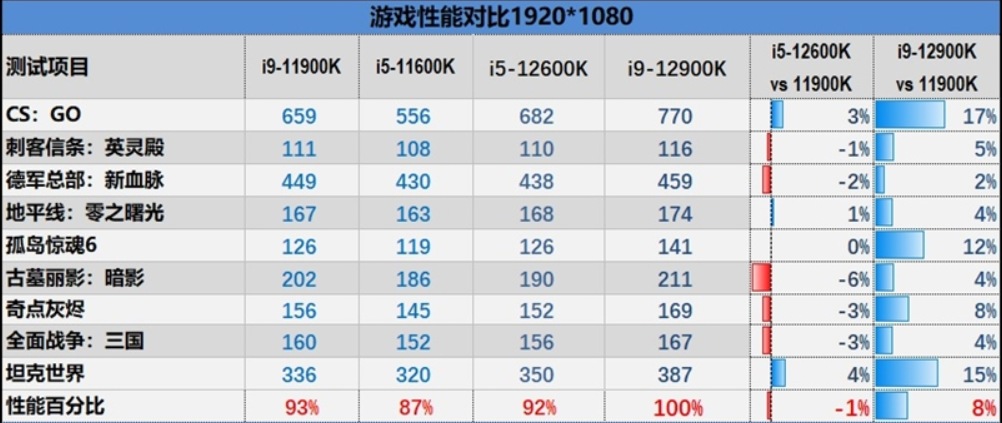 游戏性能对比1920*1080
测试项目 i9-11900K i5-11600K i5-12600K i9-12900K i5-12600K vs 11900K i9-12900K vs 11900K
CS：GO 659 556 682 770 3% 17%
刺客信条：英灵殿 111 108 110 116 -1% 5%
德军总部：新血脉 449 430 438 459 -2% 2%
地平线：零之曙光 167 163 168 174 1% 4%
孤岛惊魂6 126 119 126 141 0% 12%
古墓丽影：暗影 202 186 190 211 -6% 4%
奇点灰烬 156 145 152 169 -3% 8%
全面战争：三国 160 152 156 167 -3% 4%
坦克世界 336 320 350 387 4% 15%
性能百分比 93% 87% 92% 100% -1% 8%